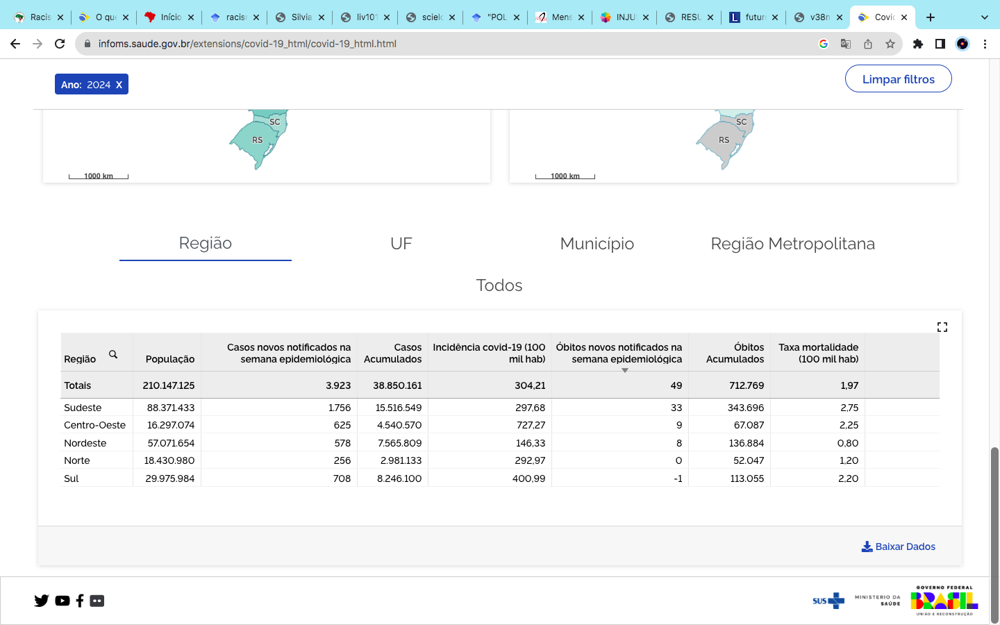 Racis
O que
Início
racisr
Silvia
liv101
scielo
"POL
Mens
INJU
RESU
L
future
v38n
Covid
infoms.saude.gov.br/extensions/covid-19_html/covid-19_html.html
Ano: 2024 X
Limpar filtros
SC
RS
1000 km
SC
RS
1000 km
Região
UF
Município
Região Metropolitana
Todos
Região População Casos novos notificados na semana epidemiológica Casos Acumulados Incidência covid-19 (100 mil hab) Óbitos novos notificados na semana epidemiológica Óbitos Acumulados Taxa mortalidade (100 mil hab)
Totais 210.147.125 3.923 38.850.161 304,21 49 712.769 1,97
Sudeste 88.371.433 1.756 15.516.549 297,68 33 343.696 2,75
Centro-Oeste 16.297.074 625 4.540.570 727,27 9 67.087 2,25
Nordeste 57.071.654 578 7.565.809 146,33 8 136.884 0,80
Norte 18.430.980 256 2.981.133 292,97 0 52.047 1,20
Sul 29.975.984 708 8.246.100 400,99 -1 113.055 2,20
Baixar Dados
SUS
MINISTÉRIO DA
SAÚDE
GOVERNO FEDERAL
BRASIL
UNIÃO E RECONSTRUÇÃO